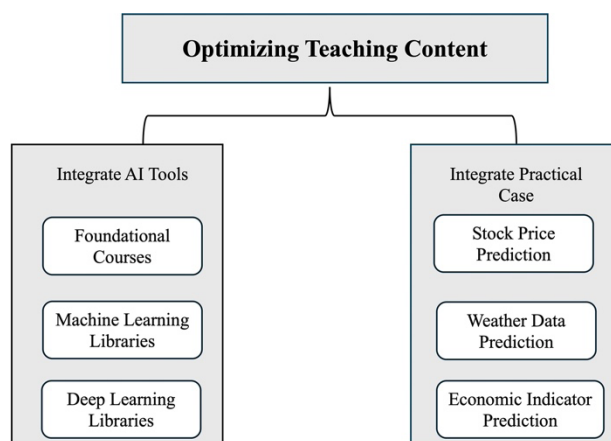 Optimizing Teaching Content
Integrate AI Tools
Foundational
Courses
Machine Learning
Libraries
Deep Learning
Libraries
Integrate Practical
Case
Stock Price
Prediction
Weather Data
Prediction
Economic Indicator
Prediction